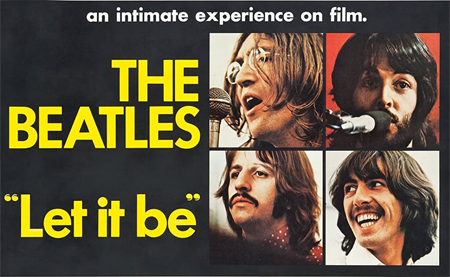 an intimate experience on film.
THE
BEATLES
"Let it be"